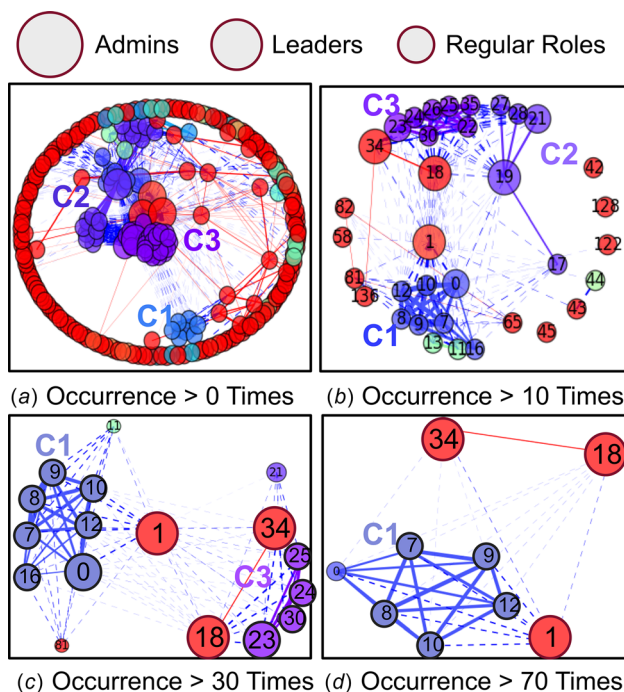 Admins Leaders Regular Roles
C2
C3
C1
(a) Occurrence > 0 Times
C3
26 25 35 27
24 28 21
23 30 22
34
18 19
C2
42
82
128
58
1
122
17
44
81
136
12 10 0
43
8 9 7
65
45
C1
13 11 16
(b) Occurrence > 10 Times
11
C1
9
8 10
7 12
16 0
1
21
34
25
C3
24
30
18 23
81
(c) Occurrence > 30 Times
34
18
C1
7
9
8
12
10
1
(d) Occurrence > 70 Times